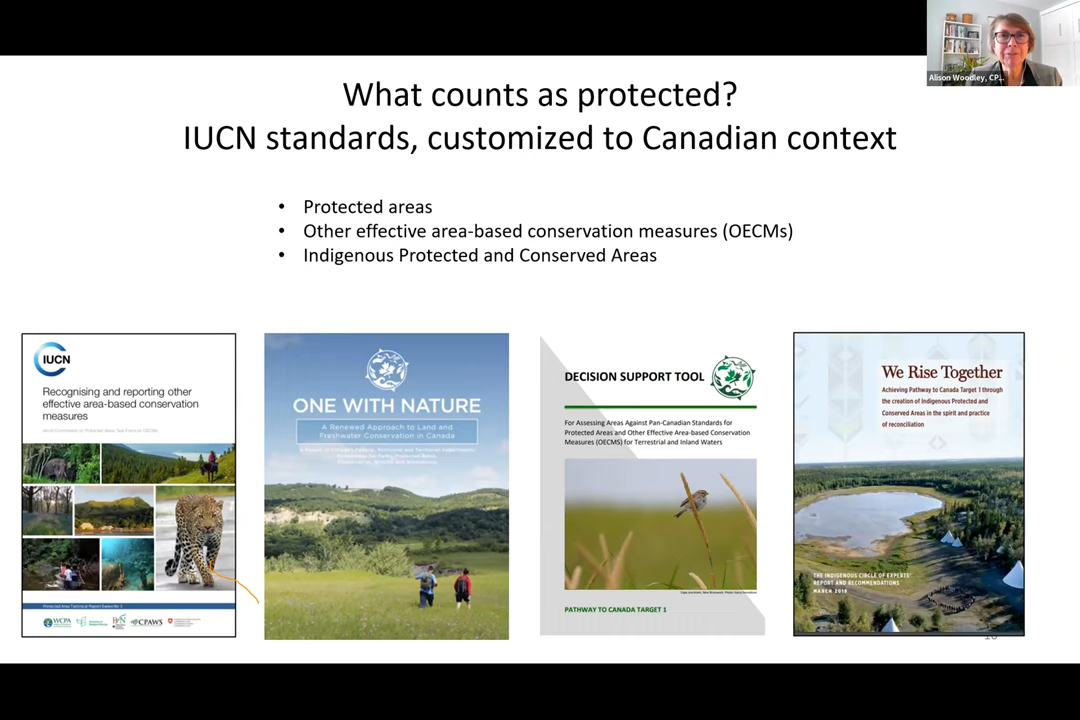 What counts as protected?
IUCN standards, customized to Canadian context
Alison Woodley, CP...
• Protected areas
• Other effective area-based conservation measures (OECMs)
• Indigenous Protected and Conserved Areas
IUCN
Recognising and reporting other
effective area-based conservation
measures
WCPA
CPAWS
ONE WITH NATURE
A Renewed Approach to Land and
Freshwater Conservation in Canada
DECISION SUPPORT TOOL
For Assessing Areas Against Pan-Canadian Standards for
Protected Areas and Other Effective Area-based Conservation
Measures (OECMS) for Terrestrial and Inland Waters
PATHWAY TO CANADA TARGET 1
We Rise Together
Achieving Pathway to Canada Target 1 through
the creation of Indigenous Protected and
Conserved Areas in the spirit and practice
of reconciliation
THE INDIGENOUS CIRCLE OF EXPERTS'
REPORT AND RECOMMENDATIONS
MARCH 2018